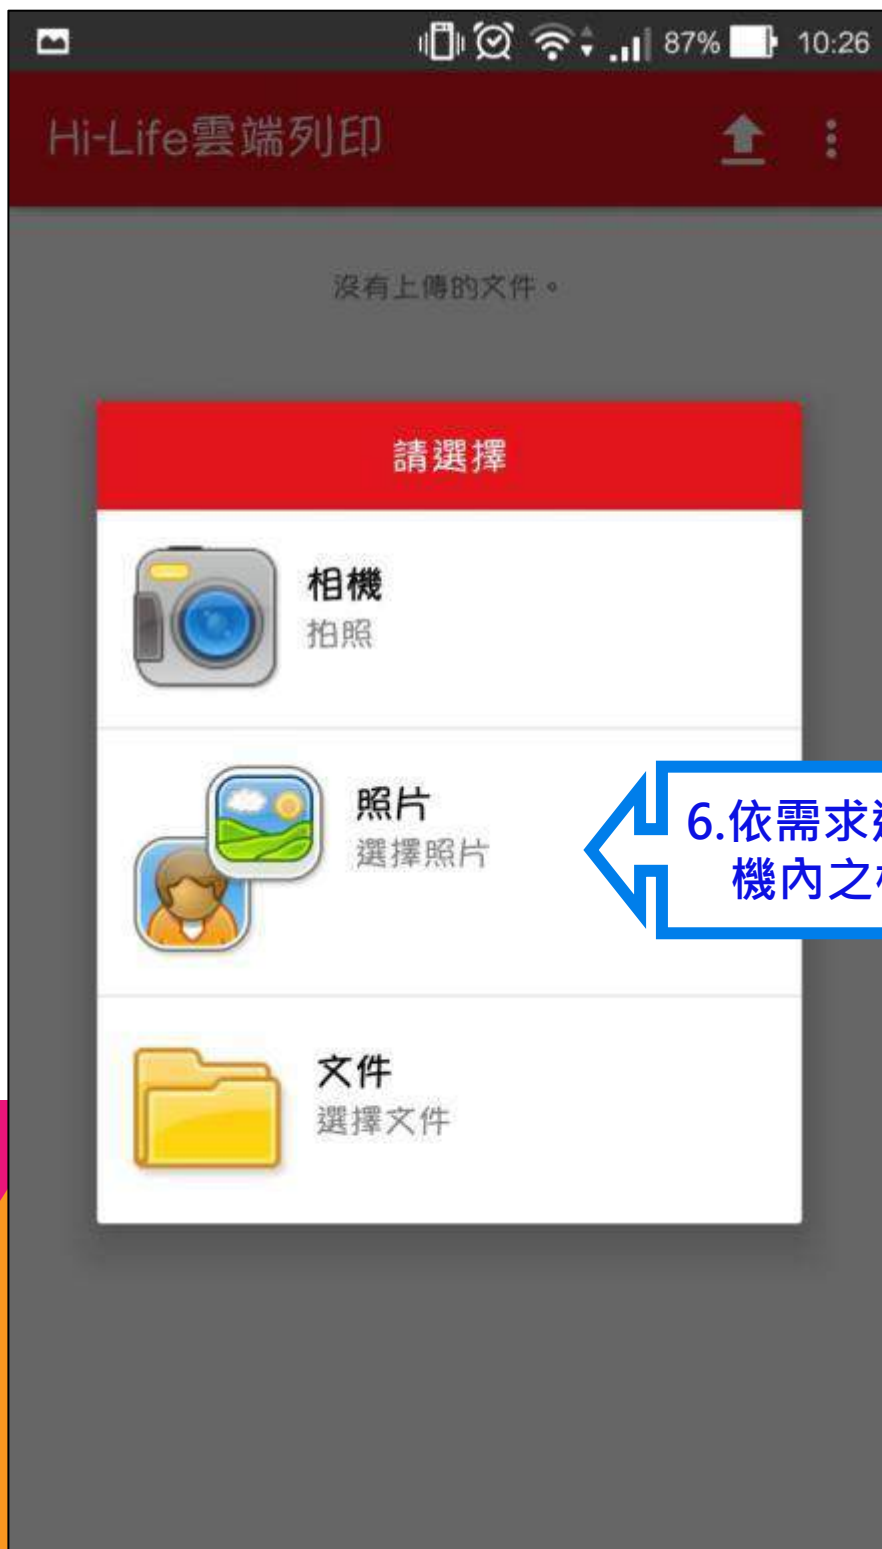 87% 10:26
Hi-Life雲端列印
沒有上傳的文件。
請選擇
相機
拍照
照片
選擇照片
6.依需求
機內之
文件
選擇文件